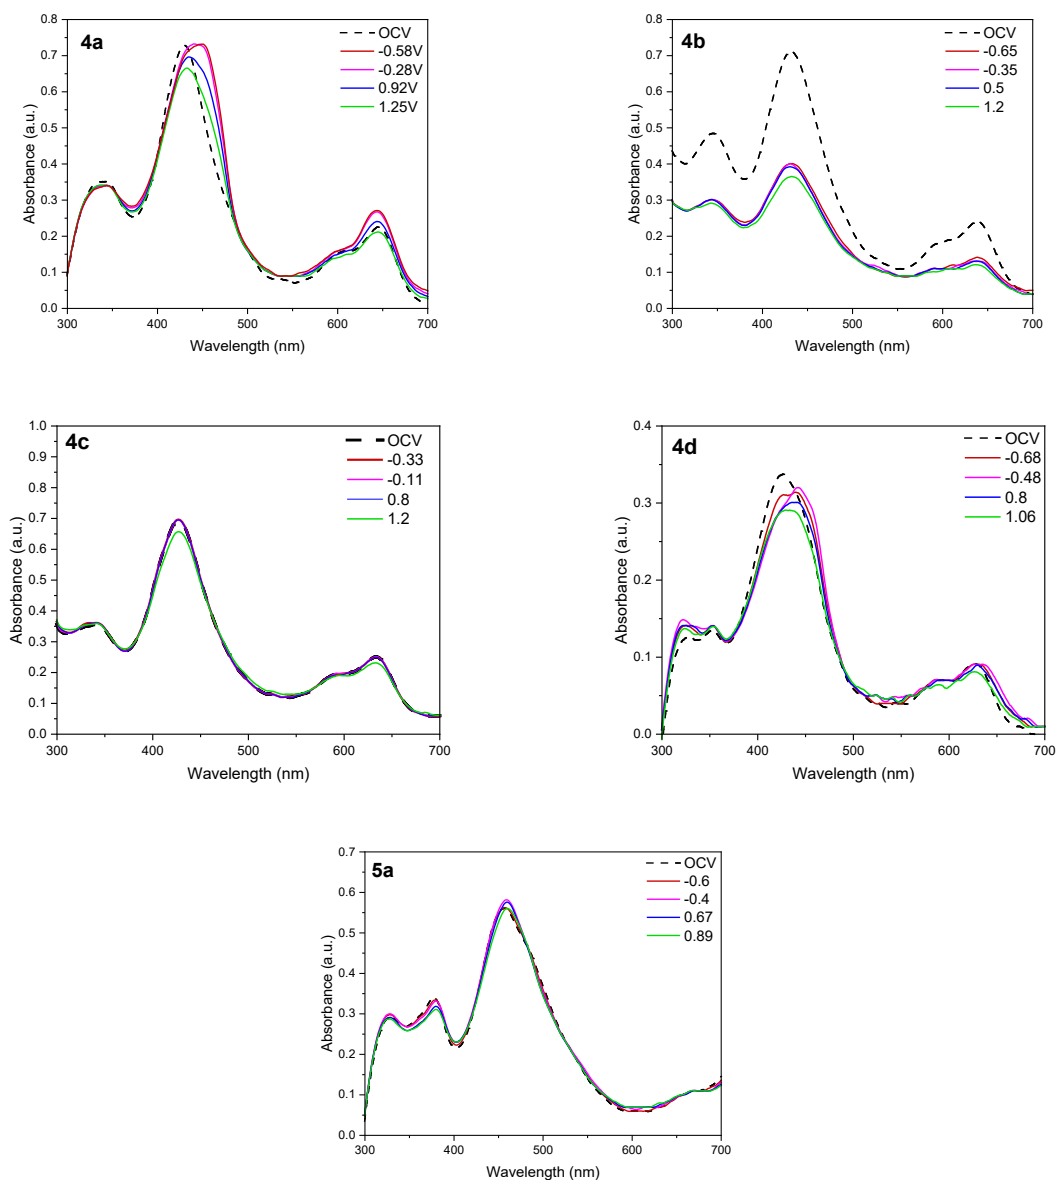 4a
OCV
-0.58V
-0.28V
0.92V
1.25V
0.8
0.7
0.6
0.5
0.4
0.3
0.2
0.1
0.0
300 400 500 600 700
Absorbance (a.u.)
Wavelength (nm)
4b
OCV
-0.65
-0.35
0.5
1.2
0.8
0.7
0.6
0.5
0.4
0.3
0.2
0.1
0.0
300 400 500 600 700
Absorbance (a.u.)
Wavelength (nm)
4c
OCV
-0.33
-0.11
0.8
1.2
1.0
0.9
0.8
0.7
0.6
0.5
0.4
0.3
0.2
0.1
0.0
300 400 500 600 700
Absorbance (a.u.)
Wavelength (nm)
4d
OCV
-0.68
-0.48
0.8
1.06
0.4
0.3
0.2
0.1
0.0
300 400 500 600 700
Absorbance (a.u.)
Wavelength (nm)
5a
OCV
-0.6
-0.4
0.67
0.89
0.7
0.6
0.5
0.4
0.3
0.2
0.1
0.0
300 400 500 600 700
Absorbance (a.u.)
Wavelength (nm)